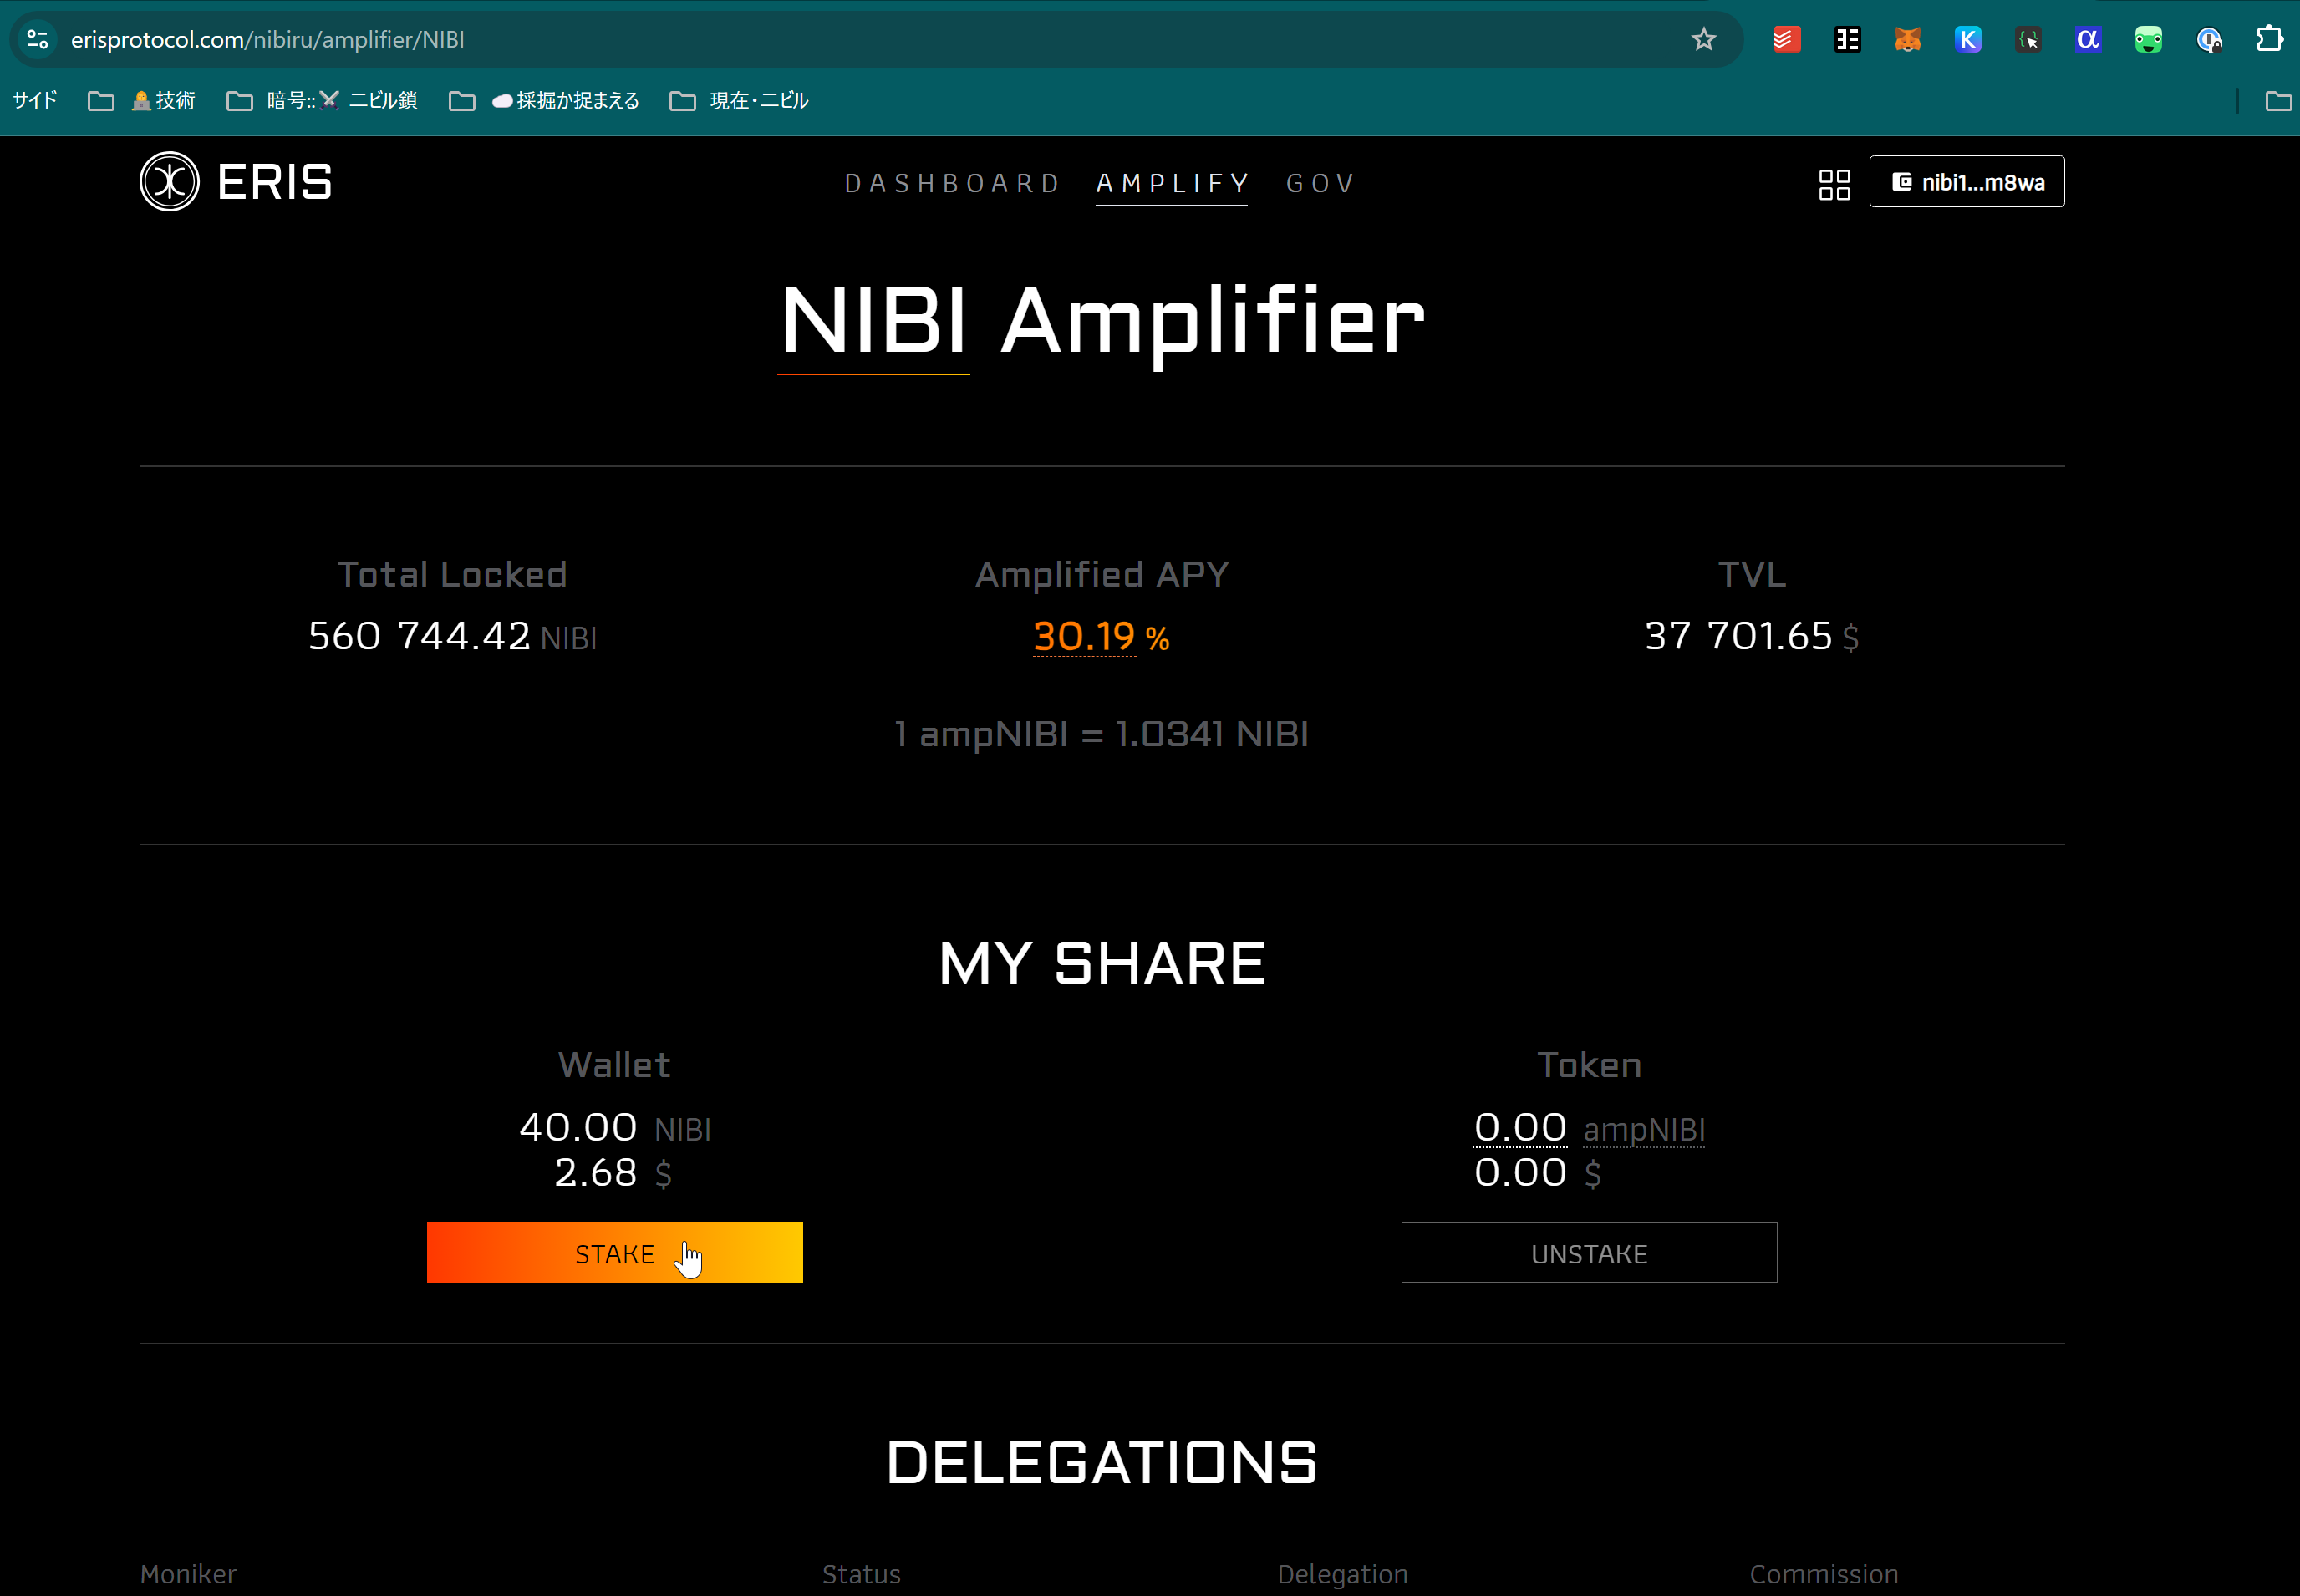 erisprotocol.com/nibiru/amplifier/NIBI
サイド 技術 暗号::⚔ 二ビル鎖 採掘か捉まえる 現在・二ビル
ERIS DASHBOARD AMPLIFY GOV nibi1...m8wa
NIBI Amplifier
Total Locked Amplified APY TVL
560 744.42 NIBI 30.19 % 37 701.65 $
1 ampNIBI = 1.0341 NIBI
MY SHARE
Wallet Token
40.00 NIBI 0.00 ampNIBI
2.68 $ 0.00 $
STAKE UNSTAKE
DELEGATIONS
Moniker Status Delegation Commission